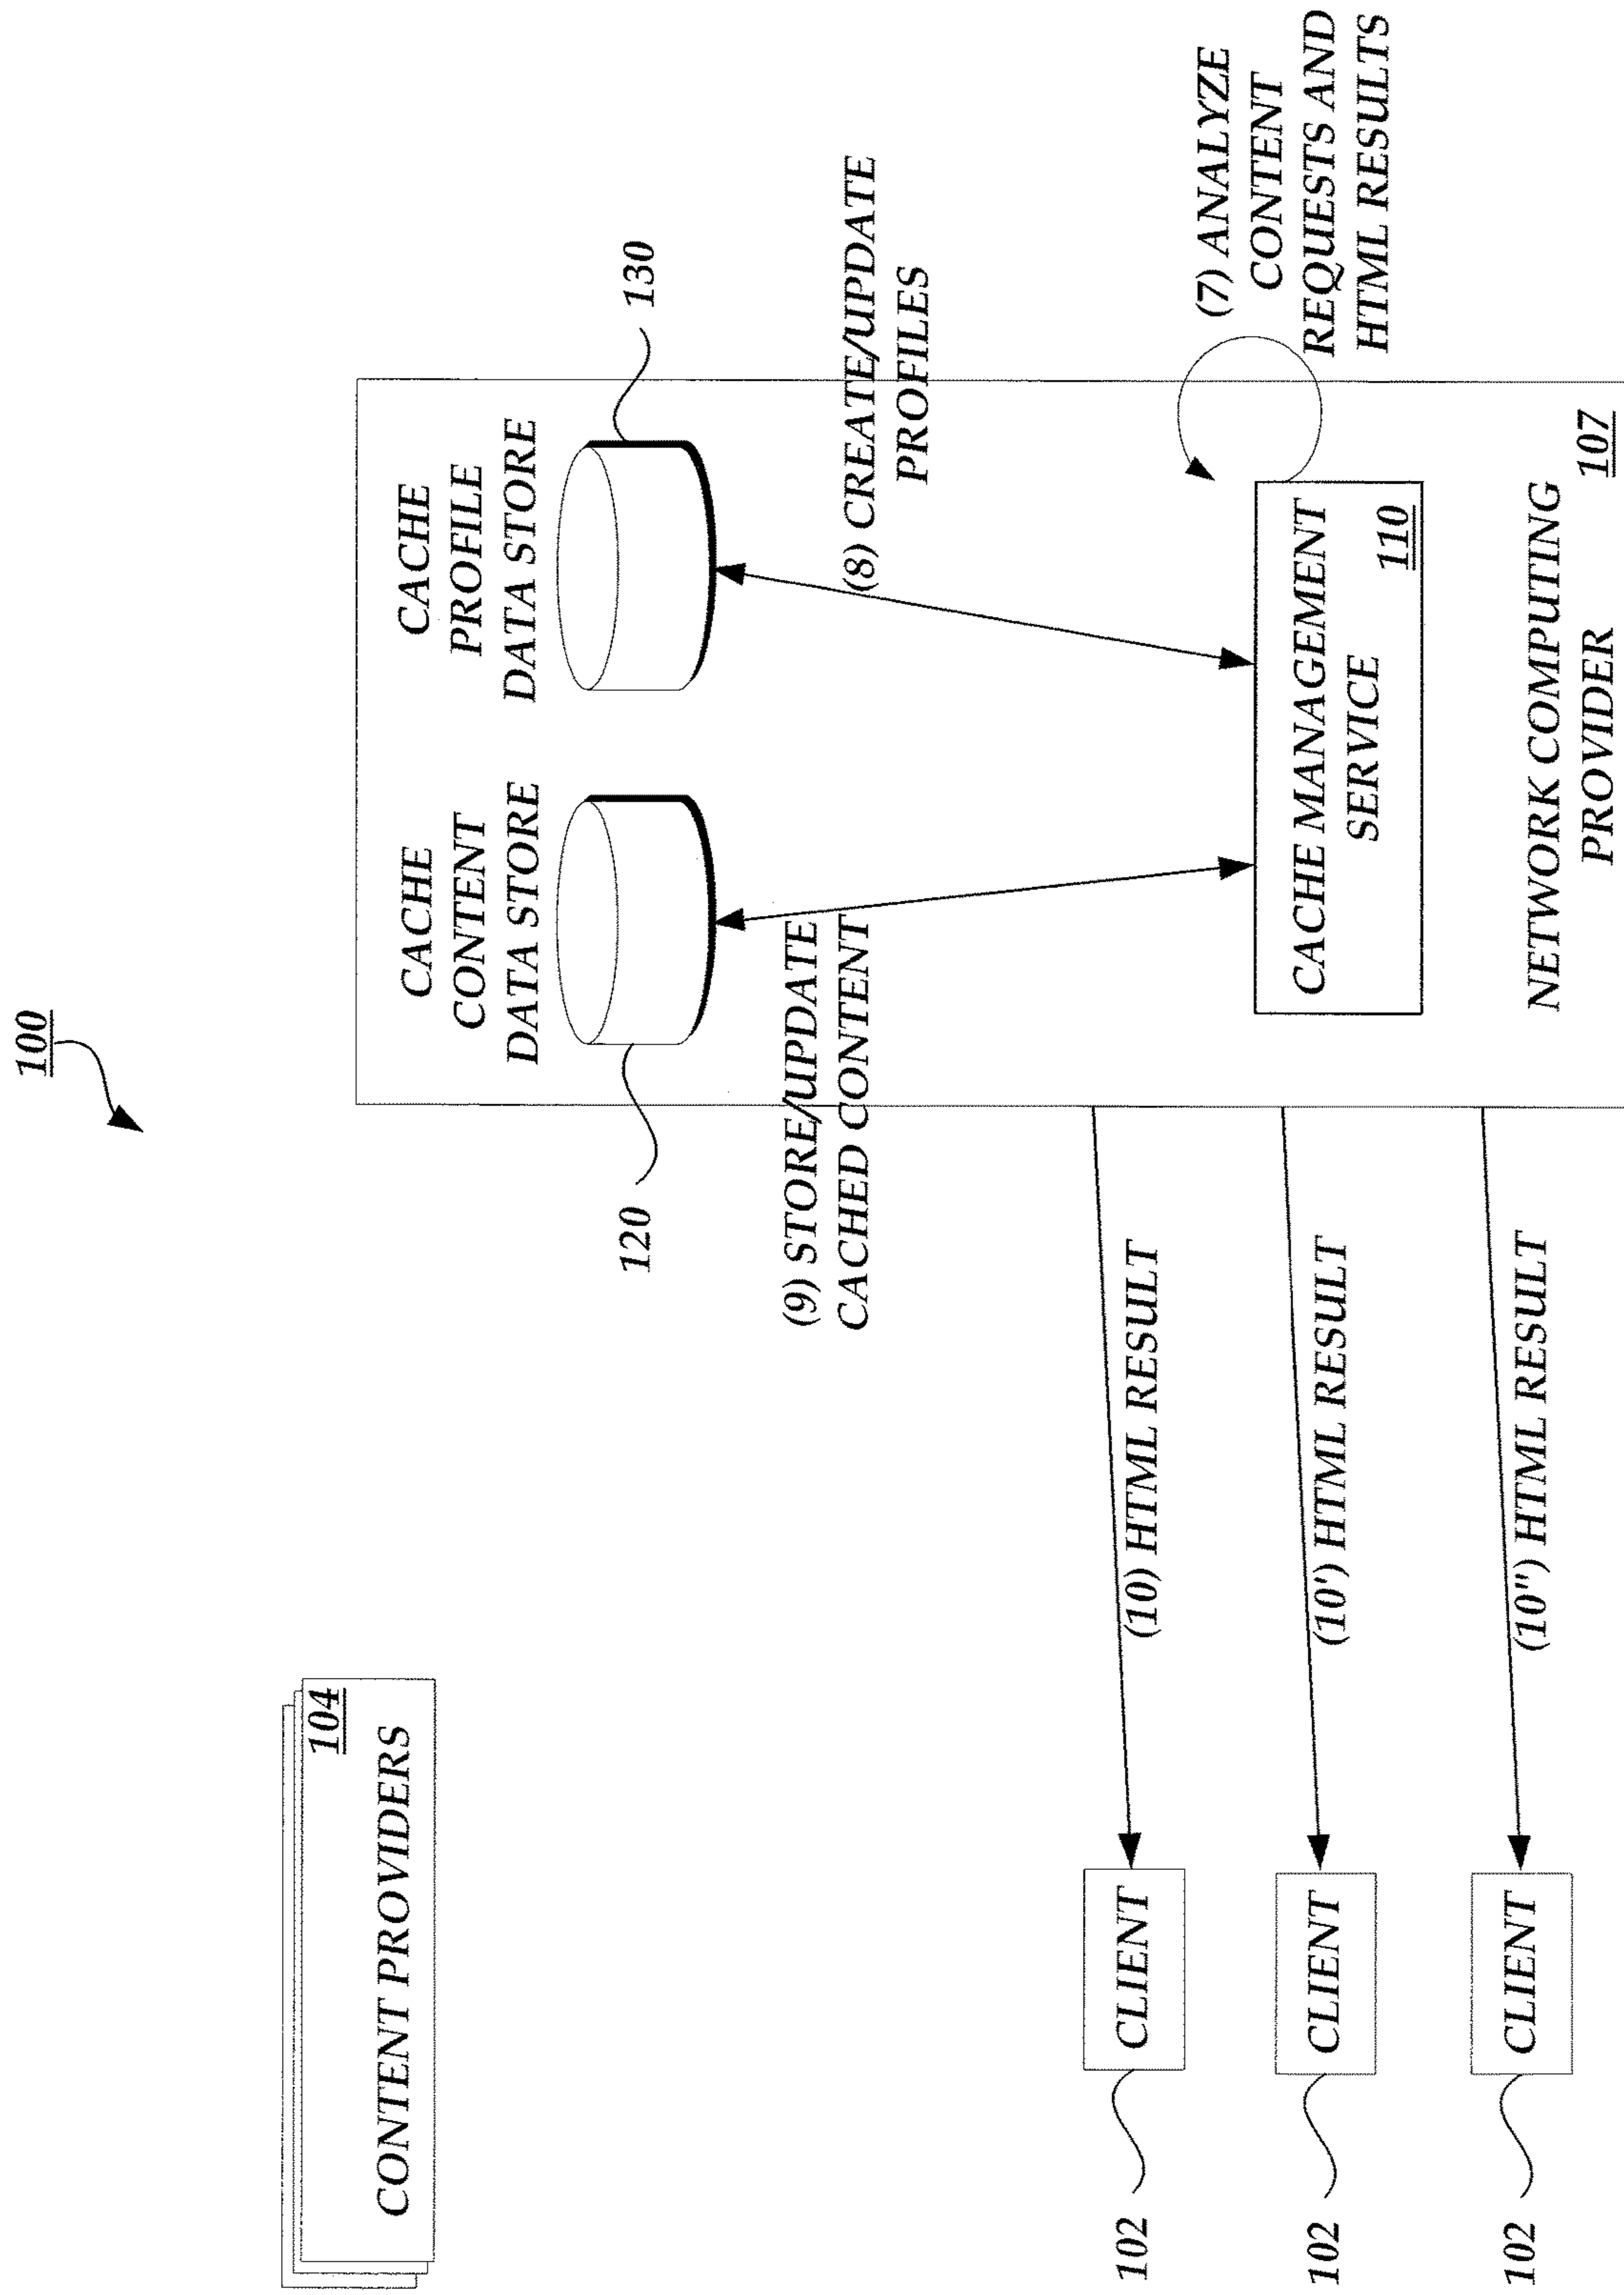 100
104
CONTENT PROVIDERS
CACHE
CONTENT
DATA STORE
CACHE
PROFILE
DATA STORE
120
130
(9) STORE/UPDATE
CACHED CONTENT
(8) CREATE/UPDATE
PROFILES
(7) ANALYZE
CONTENT
REQUESTS AND
HTML RESULTS
CACHE MANAGEMENT
SERVICE
110
NETWORK COMPUTING
PROVIDER
107
(10) HTML RESULT
(10') HTML RESULT
(10") HTML RESULT
CLIENT
102
CLIENT
102
CLIENT
102